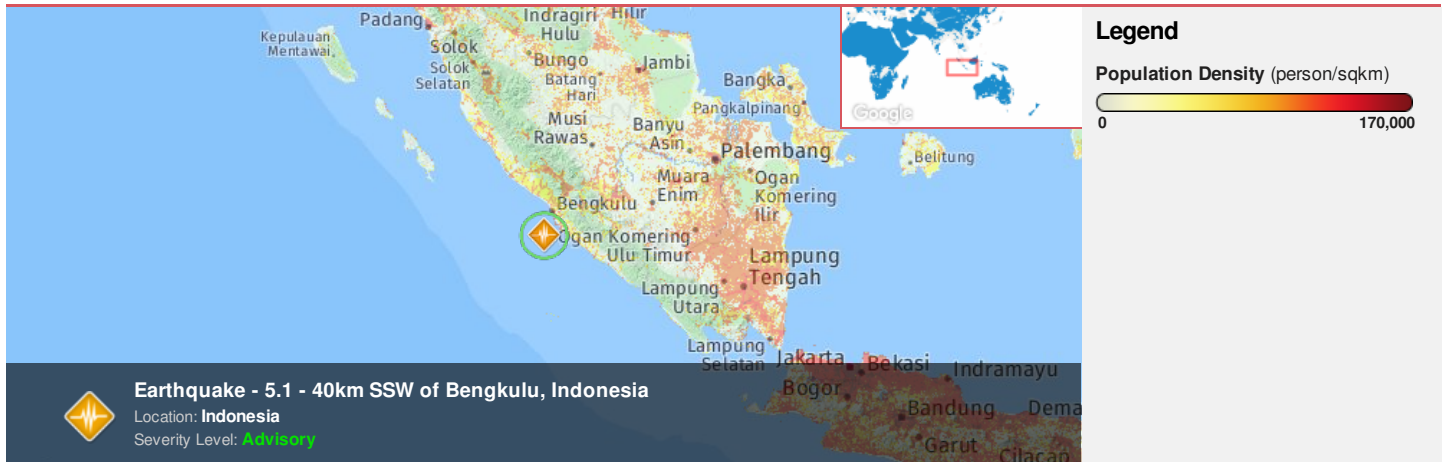 Padang
Indragiri Hilir
Hulu
Kepulauan
Mentawai
Solok
Solok
Selatan
Bungo
Batang
Hari
Jambi
Bangka
Pangkalpinang
Musi
Rawas
Banyu
Asin
Palembang
Belitung
Muara
Enim
Ogan
Komering
Ilir
Bengkulu
Ogan Komering
Ulu Timur
Lampung
Tengah
Lampung
Utara
Lampung
Selatan
Jakarta
Bekasi
Indramayu
Bogor
Bandung
Dema
Garut
Cilacap
Google
Legend
Population Density (person/sqkm)
0
170,000
Earthquake - 5.1 - 40km SSW of Bengkulu, Indonesia
Location: Indonesia
Severity Level: Advisory